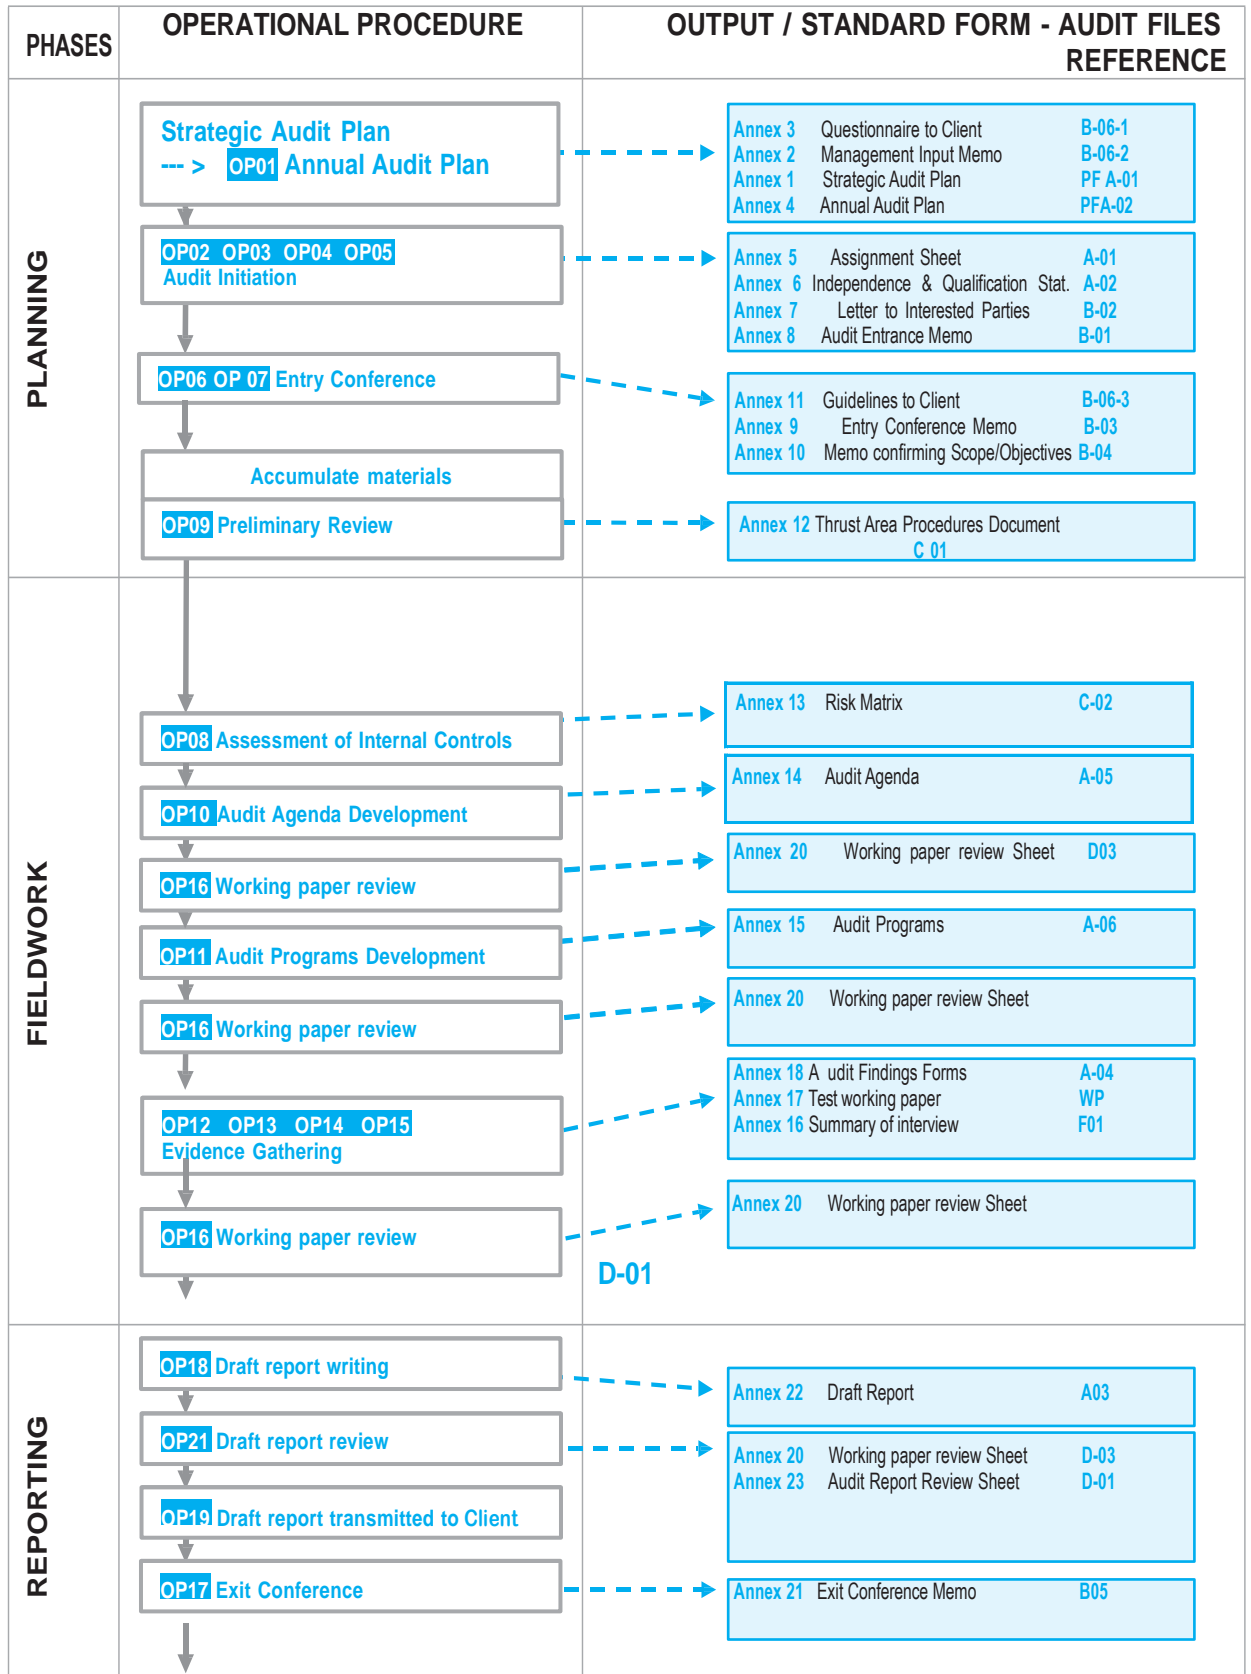 PHASES
OPERATIONAL PROCEDURE
OUTPUT / STANDARD FORM - AUDIT FILES
REFERENCE
PLANNING
Strategic Audit Plan
--- > OP01 Annual Audit Plan
Annex 3 Questionnaire to Client B-06-1
Annex 2 Management Input Memo B-06-2
Annex 1 Strategic Audit Plan PF A-01
Annex 4 Annual Audit Plan PFA-02
OP02 OP03 OP04 OP05
Audit Initiation
Annex 5 Assignment Sheet A-01
Annex 6 Independence & Qualification Stat. A-02
Annex 7 Letter to Interested Parties B-02
Annex 8 Audit Entrance Memo B-01
OP06 OP 07 Entry Conference
Annex 11 Guidelines to Client B-06-3
Annex 9 Entry Conference Memo B-03
Annex 10 Memo confirming Scope/Objectives B-04
Accumulate materials
OP09 Preliminary Review
Annex 12 Thrust Area Procedures Document
C 01
FIELDWORK
OP08 Assessment of Internal Controls
Annex 13 Risk Matrix C-02
OP10 Audit Agenda Development
Annex 14 Audit Agenda A-05
OP16 Working paper review
Annex 20 Working paper review Sheet D03
OP11 Audit Programs Development
Annex 15 Audit Programs A-06
OP16 Working paper review
Annex 20 Working paper review Sheet
OP12 OP13 OP14 OP15
Evidence Gathering
Annex 18 A udit Findings Forms A-04
Annex 17 Test working paper WP
Annex 16 Summary of interview F01
OP16 Working paper review
Annex 20 Working paper review Sheet
D-01
REPORTING
OP18 Draft report writing
Annex 22 Draft Report A03
OP21 Draft report review
Annex 20 Working paper review Sheet D-03
Annex 23 Audit Report Review Sheet D-01
OP19 Draft report transmitted to Client
OP17 Exit Conference
Annex 21 Exit Conference Memo B05